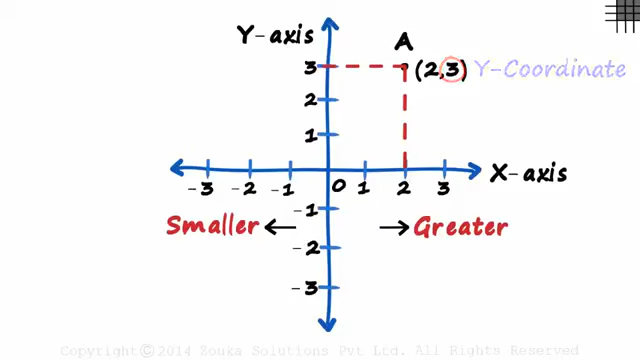 Y-axis
A
3
(2,3) Y-Coordinate
2
1
-3 -2 -1 0 1 2 3 X-axis
-1
Smaller ← → Greater
-2
-3
Copyright©2014 Zouka Solutions Pvt Ltd. All Rights Reserved